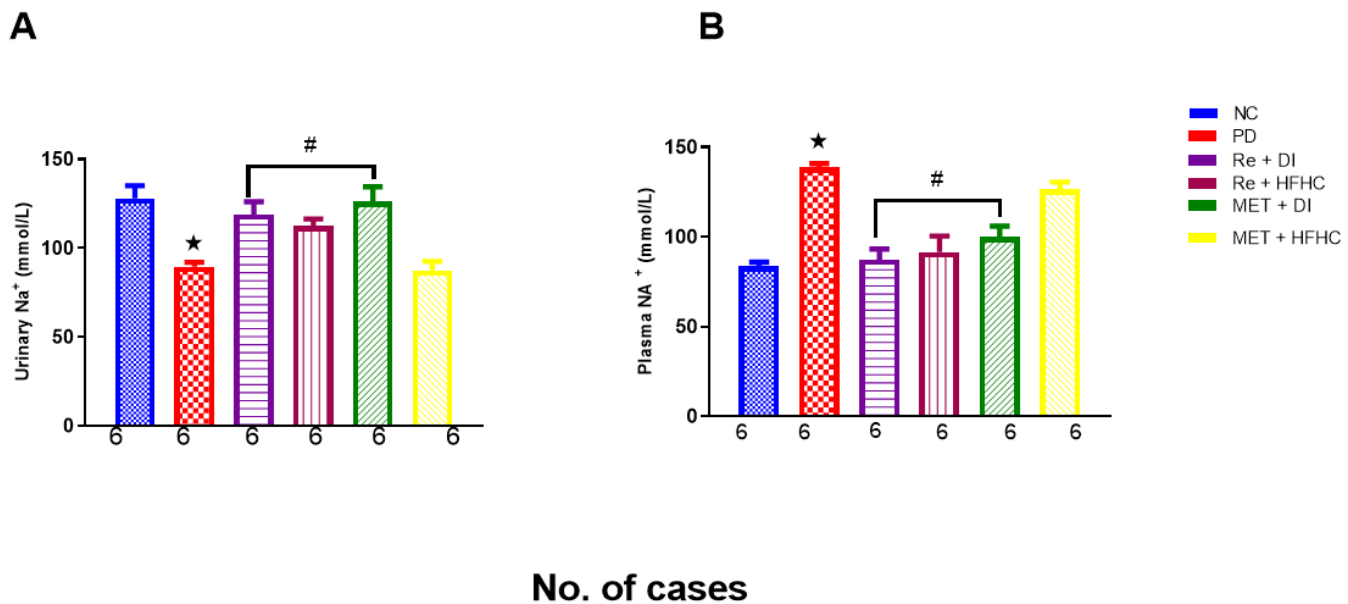 A
B
Urinary Na⁺ (mmol/L)
150
100
50
0
★
#
6 6 6 6 6 6
Plasma NA ⁺ (mmol/L)
150
100
50
0
★
#
6 6 6 6 6 6
NC
PD
Re + DI
Re + HFHC
MET + DI
MET + HFHC
No. of cases